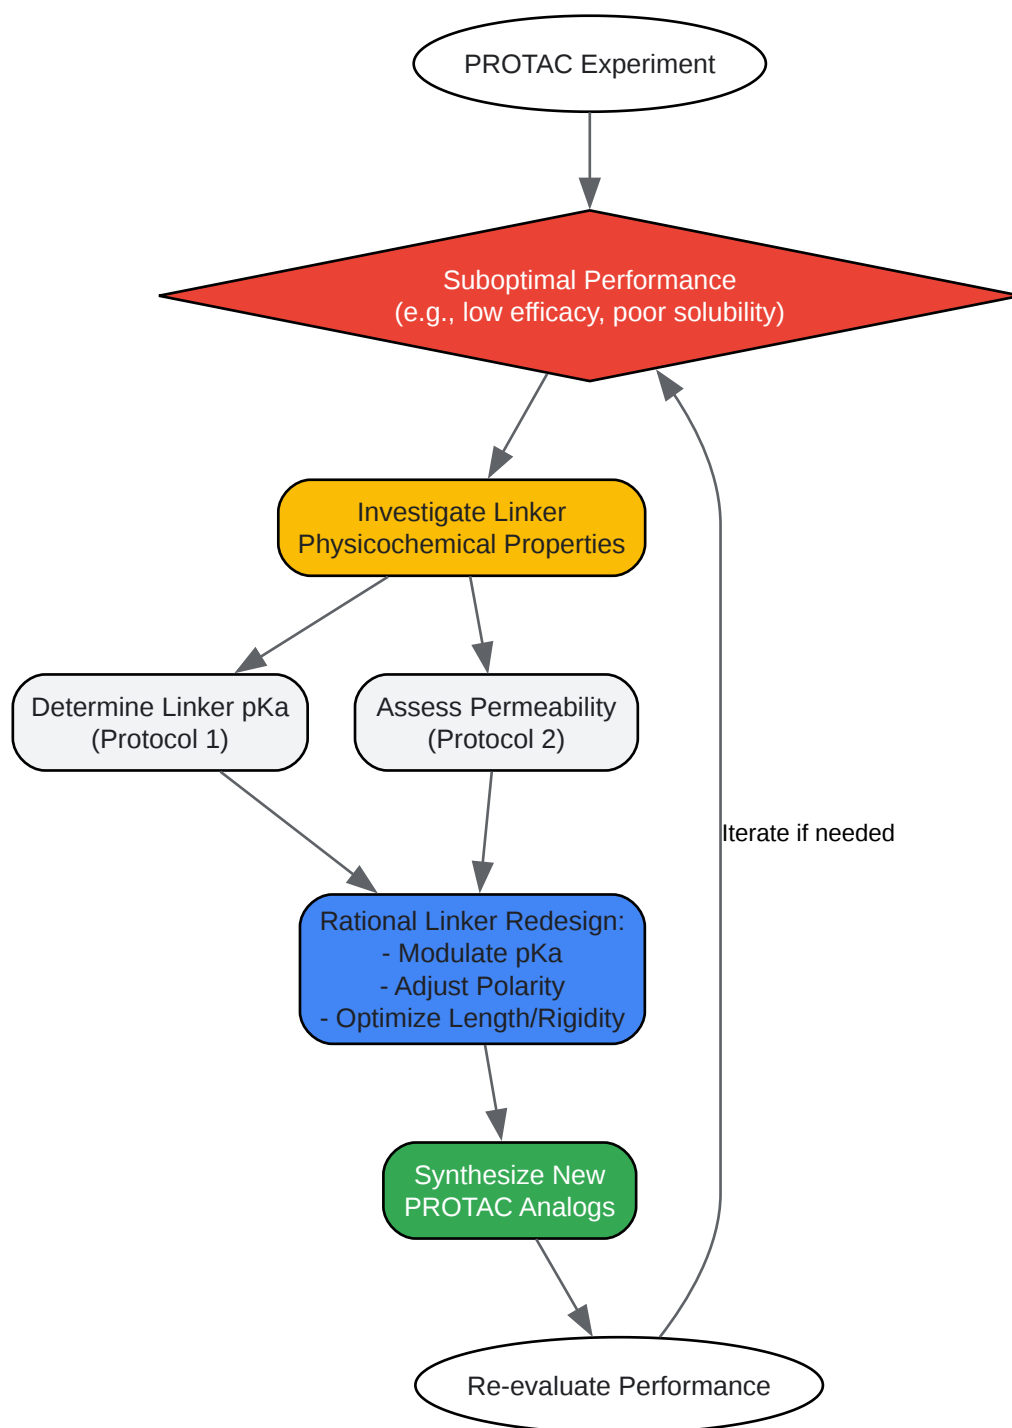 PROTAC Experiment
Suboptimal Performance
(e.g., low efficacy, poor solubility)
Investigate Linker
Physicochemical Properties
Determine Linker pKa
(Protocol 1)
Assess Permeability
(Protocol 2)
Iterate if needed
Rational Linker Redesign:
- Modulate pKa
- Adjust Polarity
- Optimize Length/Rigidity
Synthesize New
PROTAC Analogs
Re-evaluate Performance